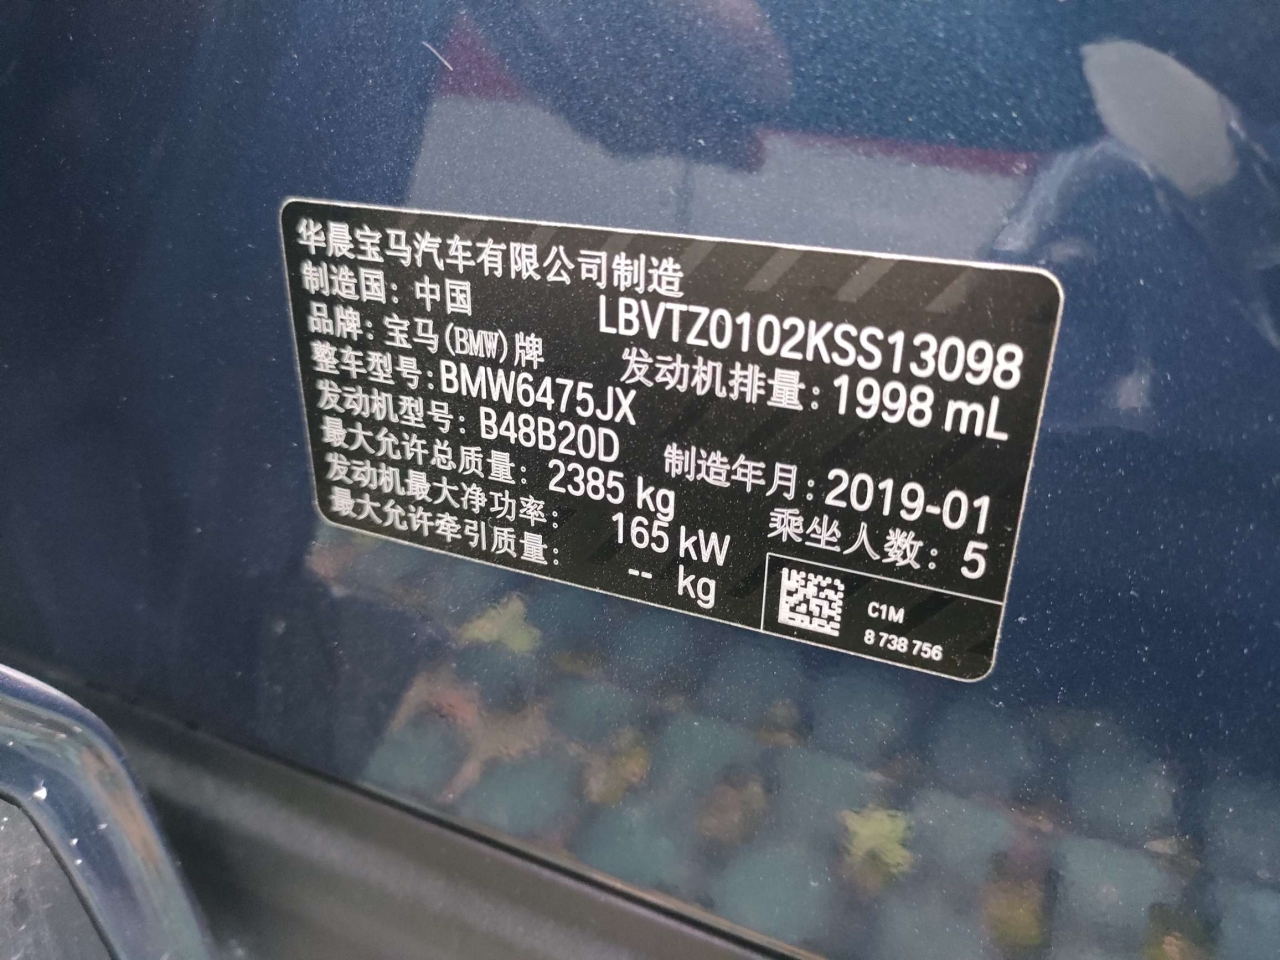 华晨宝马汽车有限公司制造
制造国：中国
LBVTZ0102KSS13098
品牌：宝马(BMW)牌
发动机排量：1998 mL
整车型号：BMW6475JX
发动机型号：B48B20D
制造年月：2019-01
最大允许总质量：2385 kg
乘坐人数：5
发动机最大净功率：165 kW
最大允许牵引质量：-- kg
C1M
8 738 756